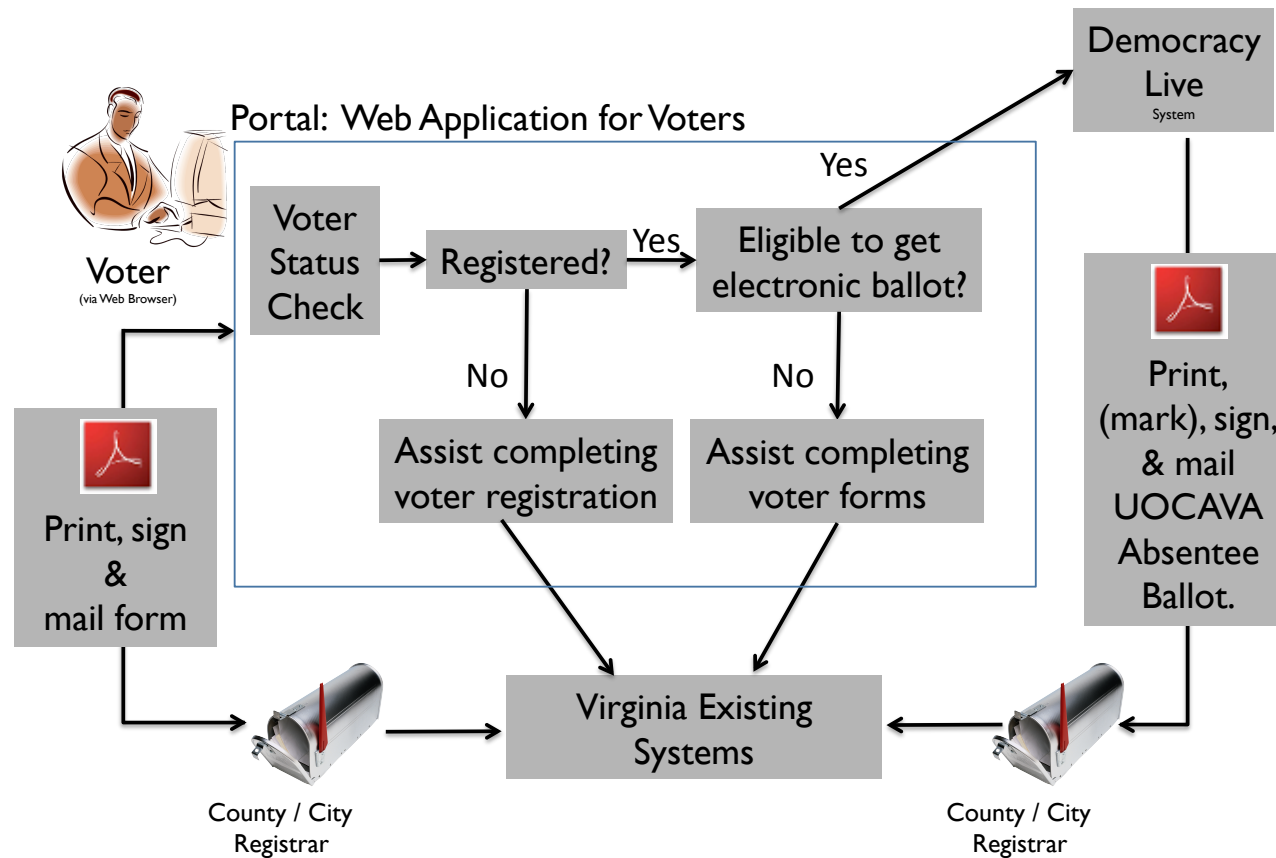 Democracy
Live
System
Portal: Web Application for Voters
Voter
(via Web Browser)
Voter
Status
Check
Registered?
Yes
Eligible to get
electronic ballot?
Yes
No
No
Assist completing
voter registration
Assist completing
voter forms
Print, sign
&
mail form
Print,
(mark), sign,
& mail
UOCAVA
Absentee
Ballot.
Virginia Existing
Systems
County / City
Registrar
County / City
Registrar